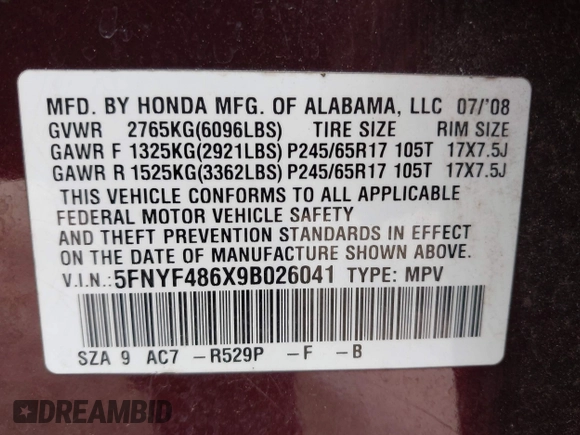 MFD. BY HONDA MFG. OF ALABAMA, LLC 07/'08
GVWR 2765KG(6096LBS) TIRE SIZE RIM SIZE
GAWR F 1325KG(2921LBS) P245/65R17 105T 17X7.5J
GAWR R 1525KG(3362LBS) P245/65R17 105T 17X7.5J
THIS VEHICLE CONFORMS TO ALL APPLICABLE
FEDERAL MOTOR VEHICLE SAFETY
AND THEFT PREVENTION STANDARDS IN EFFECT
ON THE DATE OF MANUFACTURE SHOWN ABOVE.
V.I.N.: 5FNYF486X9B026041 TYPE: MPV
SZA 9 AC7 -R529P -F -B
DREAMBID